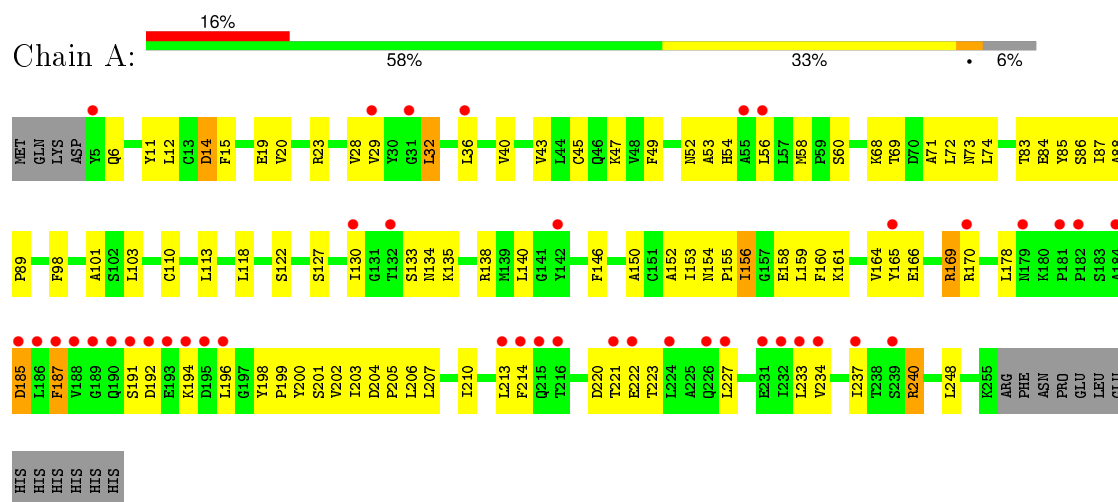 16%
Chain A:
58% 33% • 6%
MET GLN LYS ASP Y5 Q6 Y11 L12 C13 D14 F15 E19 V20 R23 V28 V29 Y30 G31 L32 L36 V40 V43 L44 C45 Q46 K47 V48 F49 N52 A53 H54 A55 L56 L57 M58 P59 S60 K68 T69 D70 A71 L72 N73 L74 T83 E84 Y85 S86 I87 A88
P89 F98 A101 S102 L103 C110 L113 L118 S122 S127 I130 G131 T132 S133 N134 K135 R138 M139 L140 G141 Y142 F146 A150 C151 A152 I153 N154 P155 I156 G157 E158 L159 F160 K161 V164 Y165 E166 R169 R170 L178 N179 K180 P181 P182 S183 A184
D185 L186 F187 V188 G189 Q190 S191 D192 E193 K194 D195 L196 G197 Y198 P199 Y200 S201 V202 I203 D204 P205 L206 L207 I210 L213 F214 Q215 T216 D220 T221 E222 T223 L224 A225 Q226 L227 E231 I232 L233 V234 I237 T238 S239 R240 L248 K255 ARG PHE ASN PRO GLU LEU GLU
HIS HIS HIS HIS HIS HIS